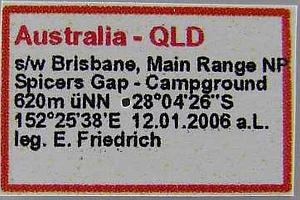 Australia - QLD
s/w Brisbane, Main Range NP
Spicers Gap - Campground
620m üNN 28°04'26"S
152°25'38'E 12.01.2006 a.L.
leg. E. Friedrich